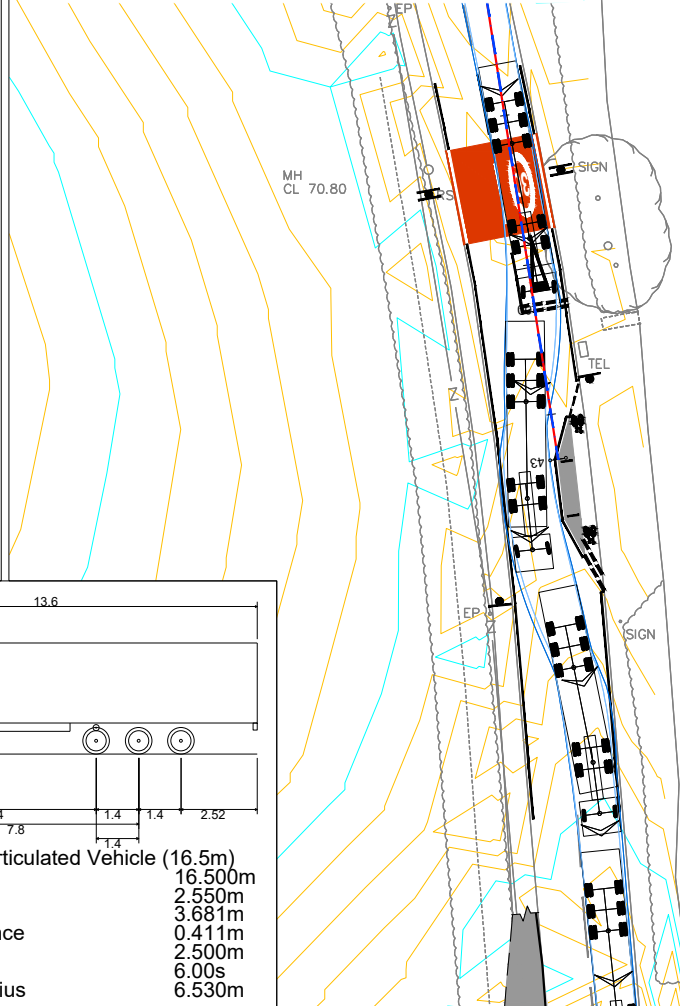 EP
Z
MH
CL 70.80
RS
SIGN
43
TEL
Z
43
EP
Z
SIGN
13.6
1.4
1.4
2.52
7.8
1.4
rticulated Vehicle (16.5m)
16.500m
2.550m
3.681m
nce 0.411m
2.500m
6.00s
ius 6.530m